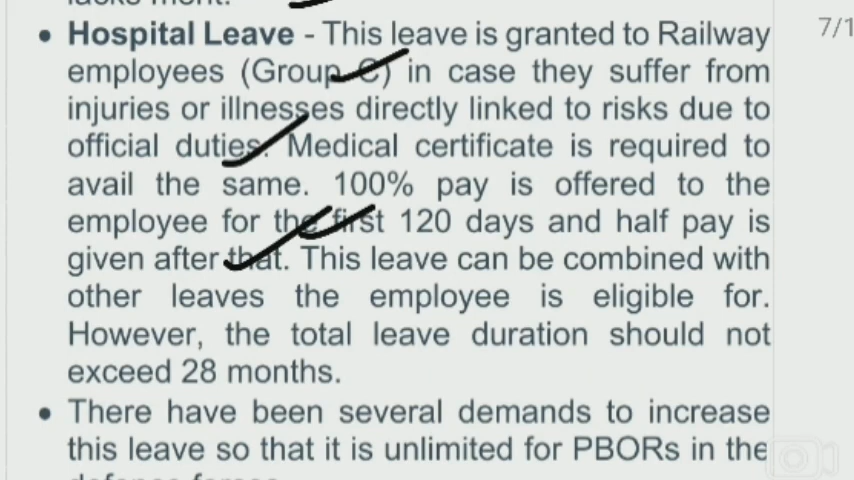 Hospital Leave - This leave is granted to Railway
employees (Group C) in case they suffer from
injuries or illnesses directly linked to risks due to
official duties. Medical certificate is required to
avail the same. 100% pay is offered to the
employee for the first 120 days and half pay is
given after that. This leave can be combined with
other leaves the employee is eligible for.
However, the total leave duration should not
exceed 28 months.
There have been several demands to increase
this leave so that it is unlimited for PBORs in the
7/1